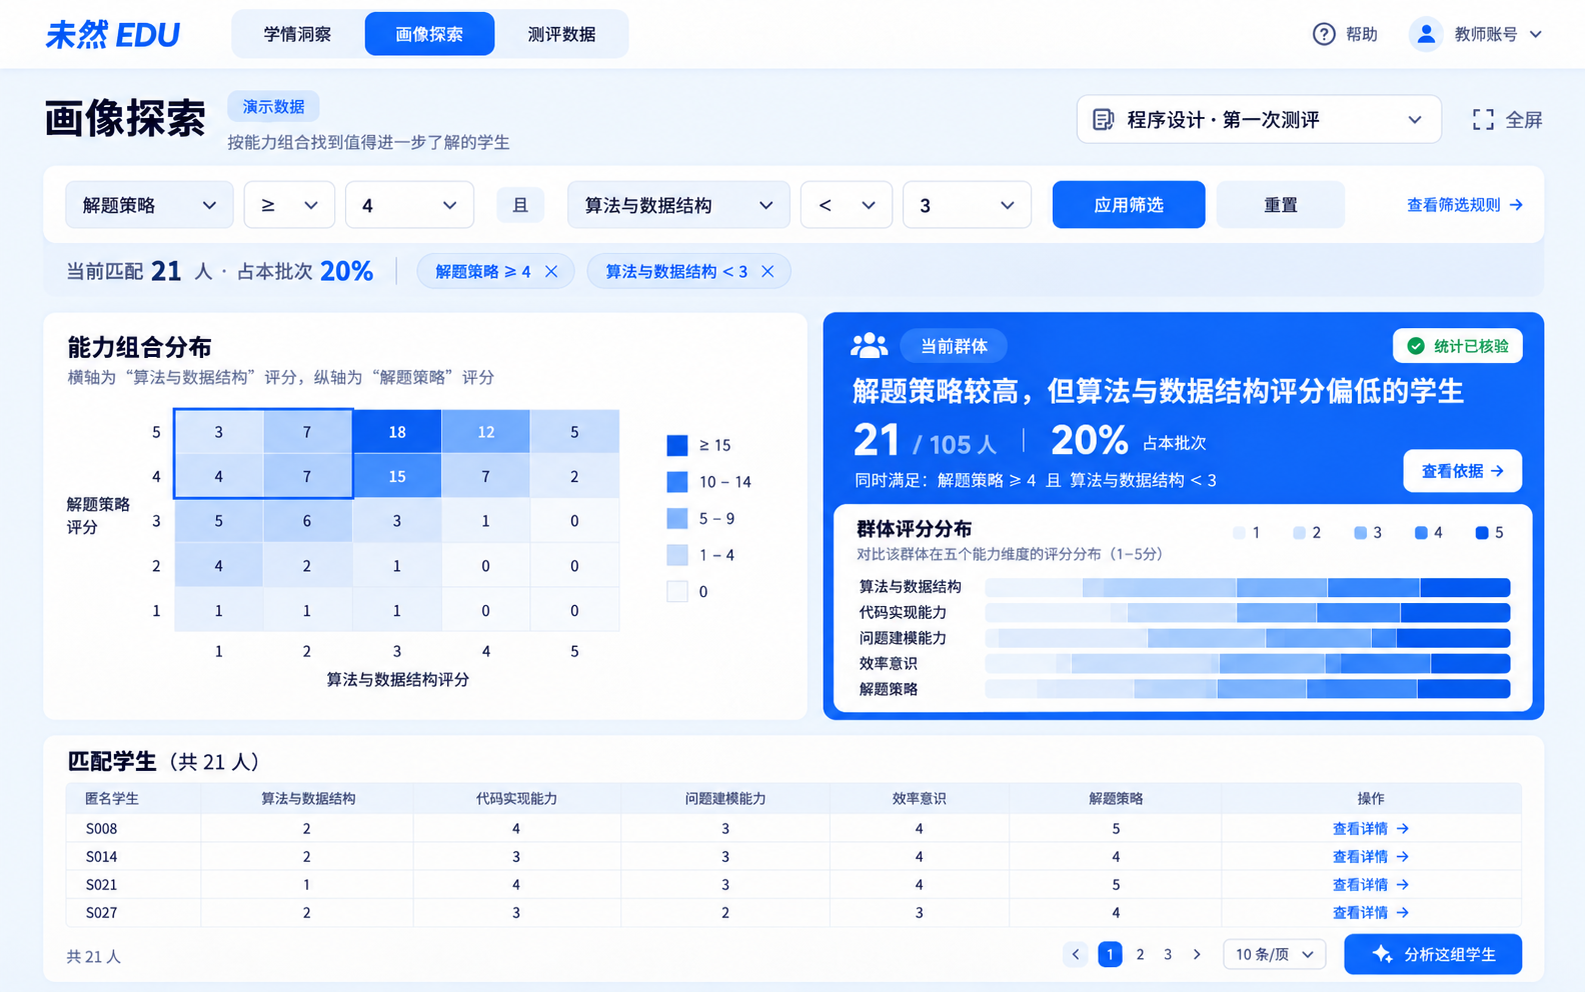 未然 EDU
学情洞察 画像探索 测评数据
帮助 教师账号
画像探索 演示数据
按能力组合找到值得进一步了解的学生
程序设计 · 第一次测评 全屏
解题策略 ≥ 4 且 算法与数据结构 < 3 应用筛选 重置 查看筛选规则 →
当前匹配 21 人 · 占本批次 20% 解题策略 ≥ 4 × 算法与数据结构 < 3 ×
能力组合分布
横轴为“算法与数据结构”评分，纵轴为“解题策略”评分
解题策略
评分
5 3 7 18 12 5
4 4 7 15 7 2
3 5 6 3 1 0
2 4 2 1 0 0
1 1 1 1 0 0
1 2 3 4 5
算法与数据结构评分
≥ 15
10 – 14
5 – 9
1 – 4
0
当前群体 统计已核验
解题策略较高，但算法与数据结构评分偏低的学生
21 / 105 人 20% 占本批次
同时满足：解题策略 ≥ 4 且 算法与数据结构 < 3
查看依据 →
群体评分分布 1 2 3 4 5
对比该群体在五个能力维度的评分分布（1–5分）
算法与数据结构
代码实现能力
问题建模能力
效率意识
解题策略
匹配学生（共 21 人）
匿名学生 算法与数据结构 代码实现能力 问题建模能力 效率意识 解题策略 操作
S008 2 4 3 4 5 查看详情 →
S014 2 3 3 4 4 查看详情 →
S021 1 4 3 4 5 查看详情 →
S027 2 3 2 3 4 查看详情 →
共 21 人 < 1 2 3 > 10 条/页 分析这组学生